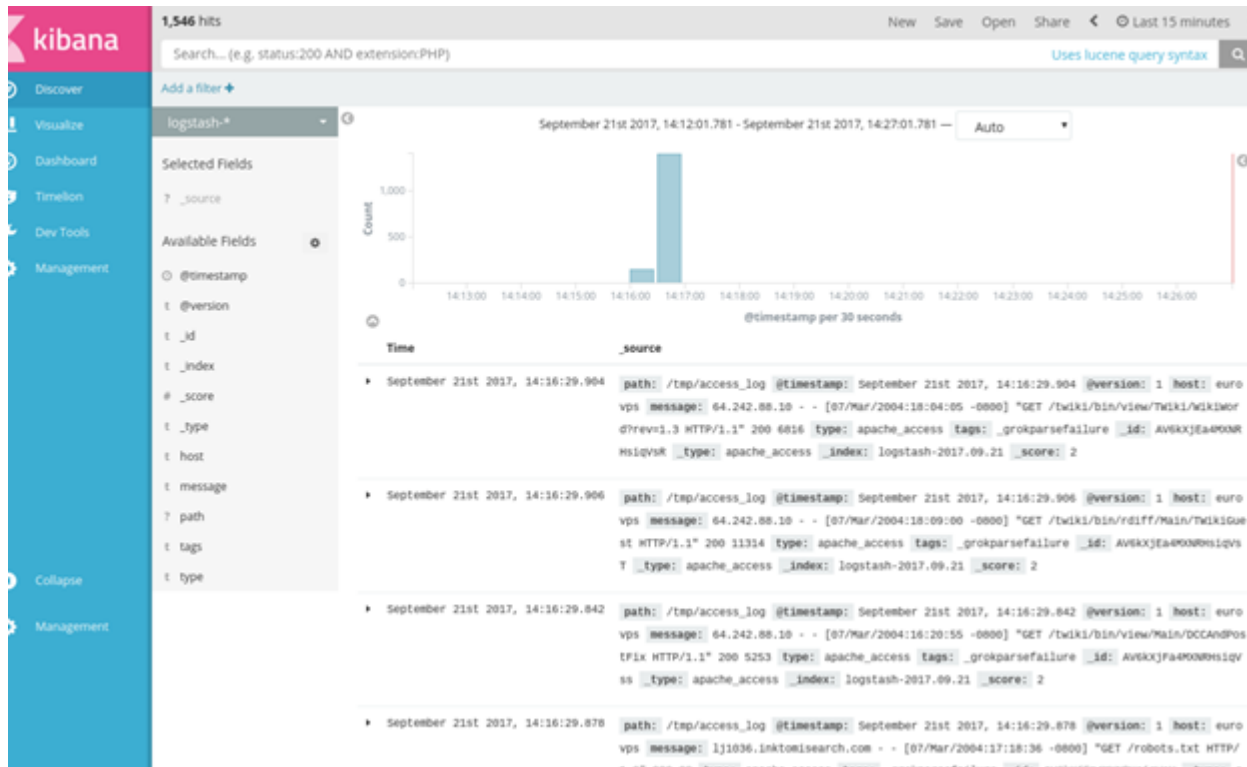 1,546 hits
New Save Open Share Last 15 minutes
kibana
Search... (e.g. status:200 AND extension:PHP)
Uses lucene query syntax
Discover
Visualize
Dashboard
Timelion
Dev Tools
Management
Collapse
Management
Add a filter
logstash-*
Selected Fields
? _source
Available Fields
@timestamp
t @version
t _id
t _index
# _score
t _type
t host
t message
? path
t tags
t type
September 21st 2017, 14:12:01.781 - September 21st 2017, 14:27:01.781 —
Auto
Count
1,000
500
0
14:13:00 14:14:00 14:15:00 14:16:00 14:17:00 14:18:00 14:19:00 14:20:00 14:21:00 14:22:00 14:23:00 14:24:00 14:25:00 14:26:00
@timestamp per 30 seconds
Time _source
September 21st 2017, 14:16:29.904
path: /tmp/access_log @timestamp: September 21st 2017, 14:16:29.904 @version: 1 host: euro
vps message: 64.242.88.10 - - [07/Mar/2004:18:04:05 -0800] "GET /twiki/bin/view/TWiki/WikiWor
d?rev=1.3 HTTP/1.1" 200 6816 type: apache_access tags: _grokparsefailure _id:
_type: apache_access _index: logstash-2017.09.21 _score: 2
September 21st 2017, 14:16:29.906
path: /tmp/access_log @timestamp: September 21st 2017, 14:16:29.906 @version: 1 host: euro
vps message: 64.242.88.10 - - [07/Mar/2004:18:09:00 -0800] "GET /twiki/bin/rdiff/Main/TWikiGue
st HTTP/1.1" 200 11314 type: apache_access tags: _grokparsefailure _id:
T _type: apache_access _index: logstash-2017.09.21 _score: 2
September 21st 2017, 14:16:29.842
path: /tmp/access_log @timestamp: September 21st 2017, 14:16:29.842 @version: 1 host: euro
vps message: 64.242.88.10 - - [07/Mar/2004:16:20:55 -0800] "GET /twiki/bin/view/Main/DCCAndPos
tFix HTTP/1.1" 200 5253 type: apache_access tags: _grokparsefailure _id:
ss _type: apache_access _index: logstash-2017.09.21 _score: 2
September 21st 2017, 14:16:29.878
path: /tmp/access_log @timestamp: September 21st 2017, 14:16:29.878 @version: 1 host: euro
vps message: lj1036.inktomisearch.com - - [07/Mar/2004:17:18:36 -0800] "GET /robots.txt HTTP/